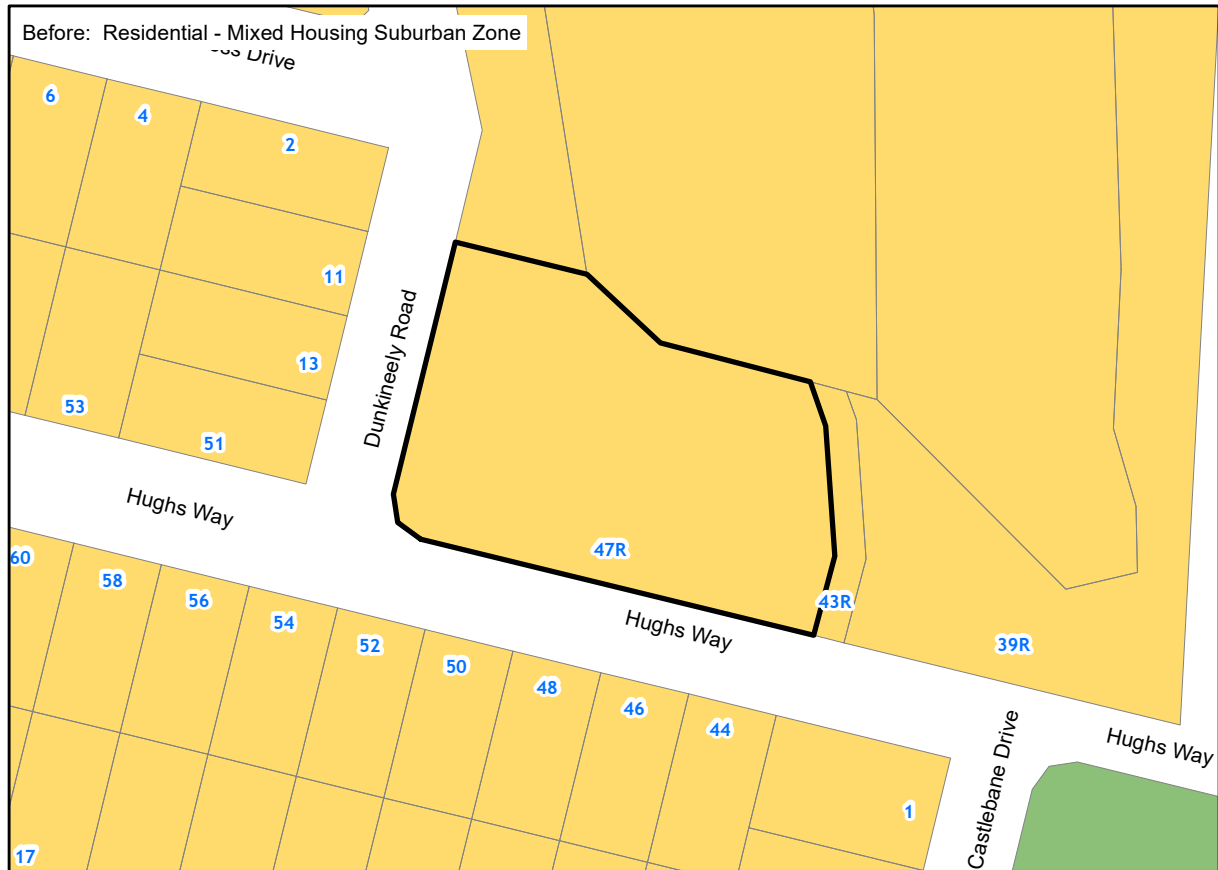 Before: Residential - Mixed Housing Suburban Zone
Drive
6
4
2
11
13
Dunkineely Road
53
51
Hughs Way
47R
43R
Hughs Way
39R
60
58
56
54
52
50
48
46
44
1
Castlebane Drive
Hughs Way
17